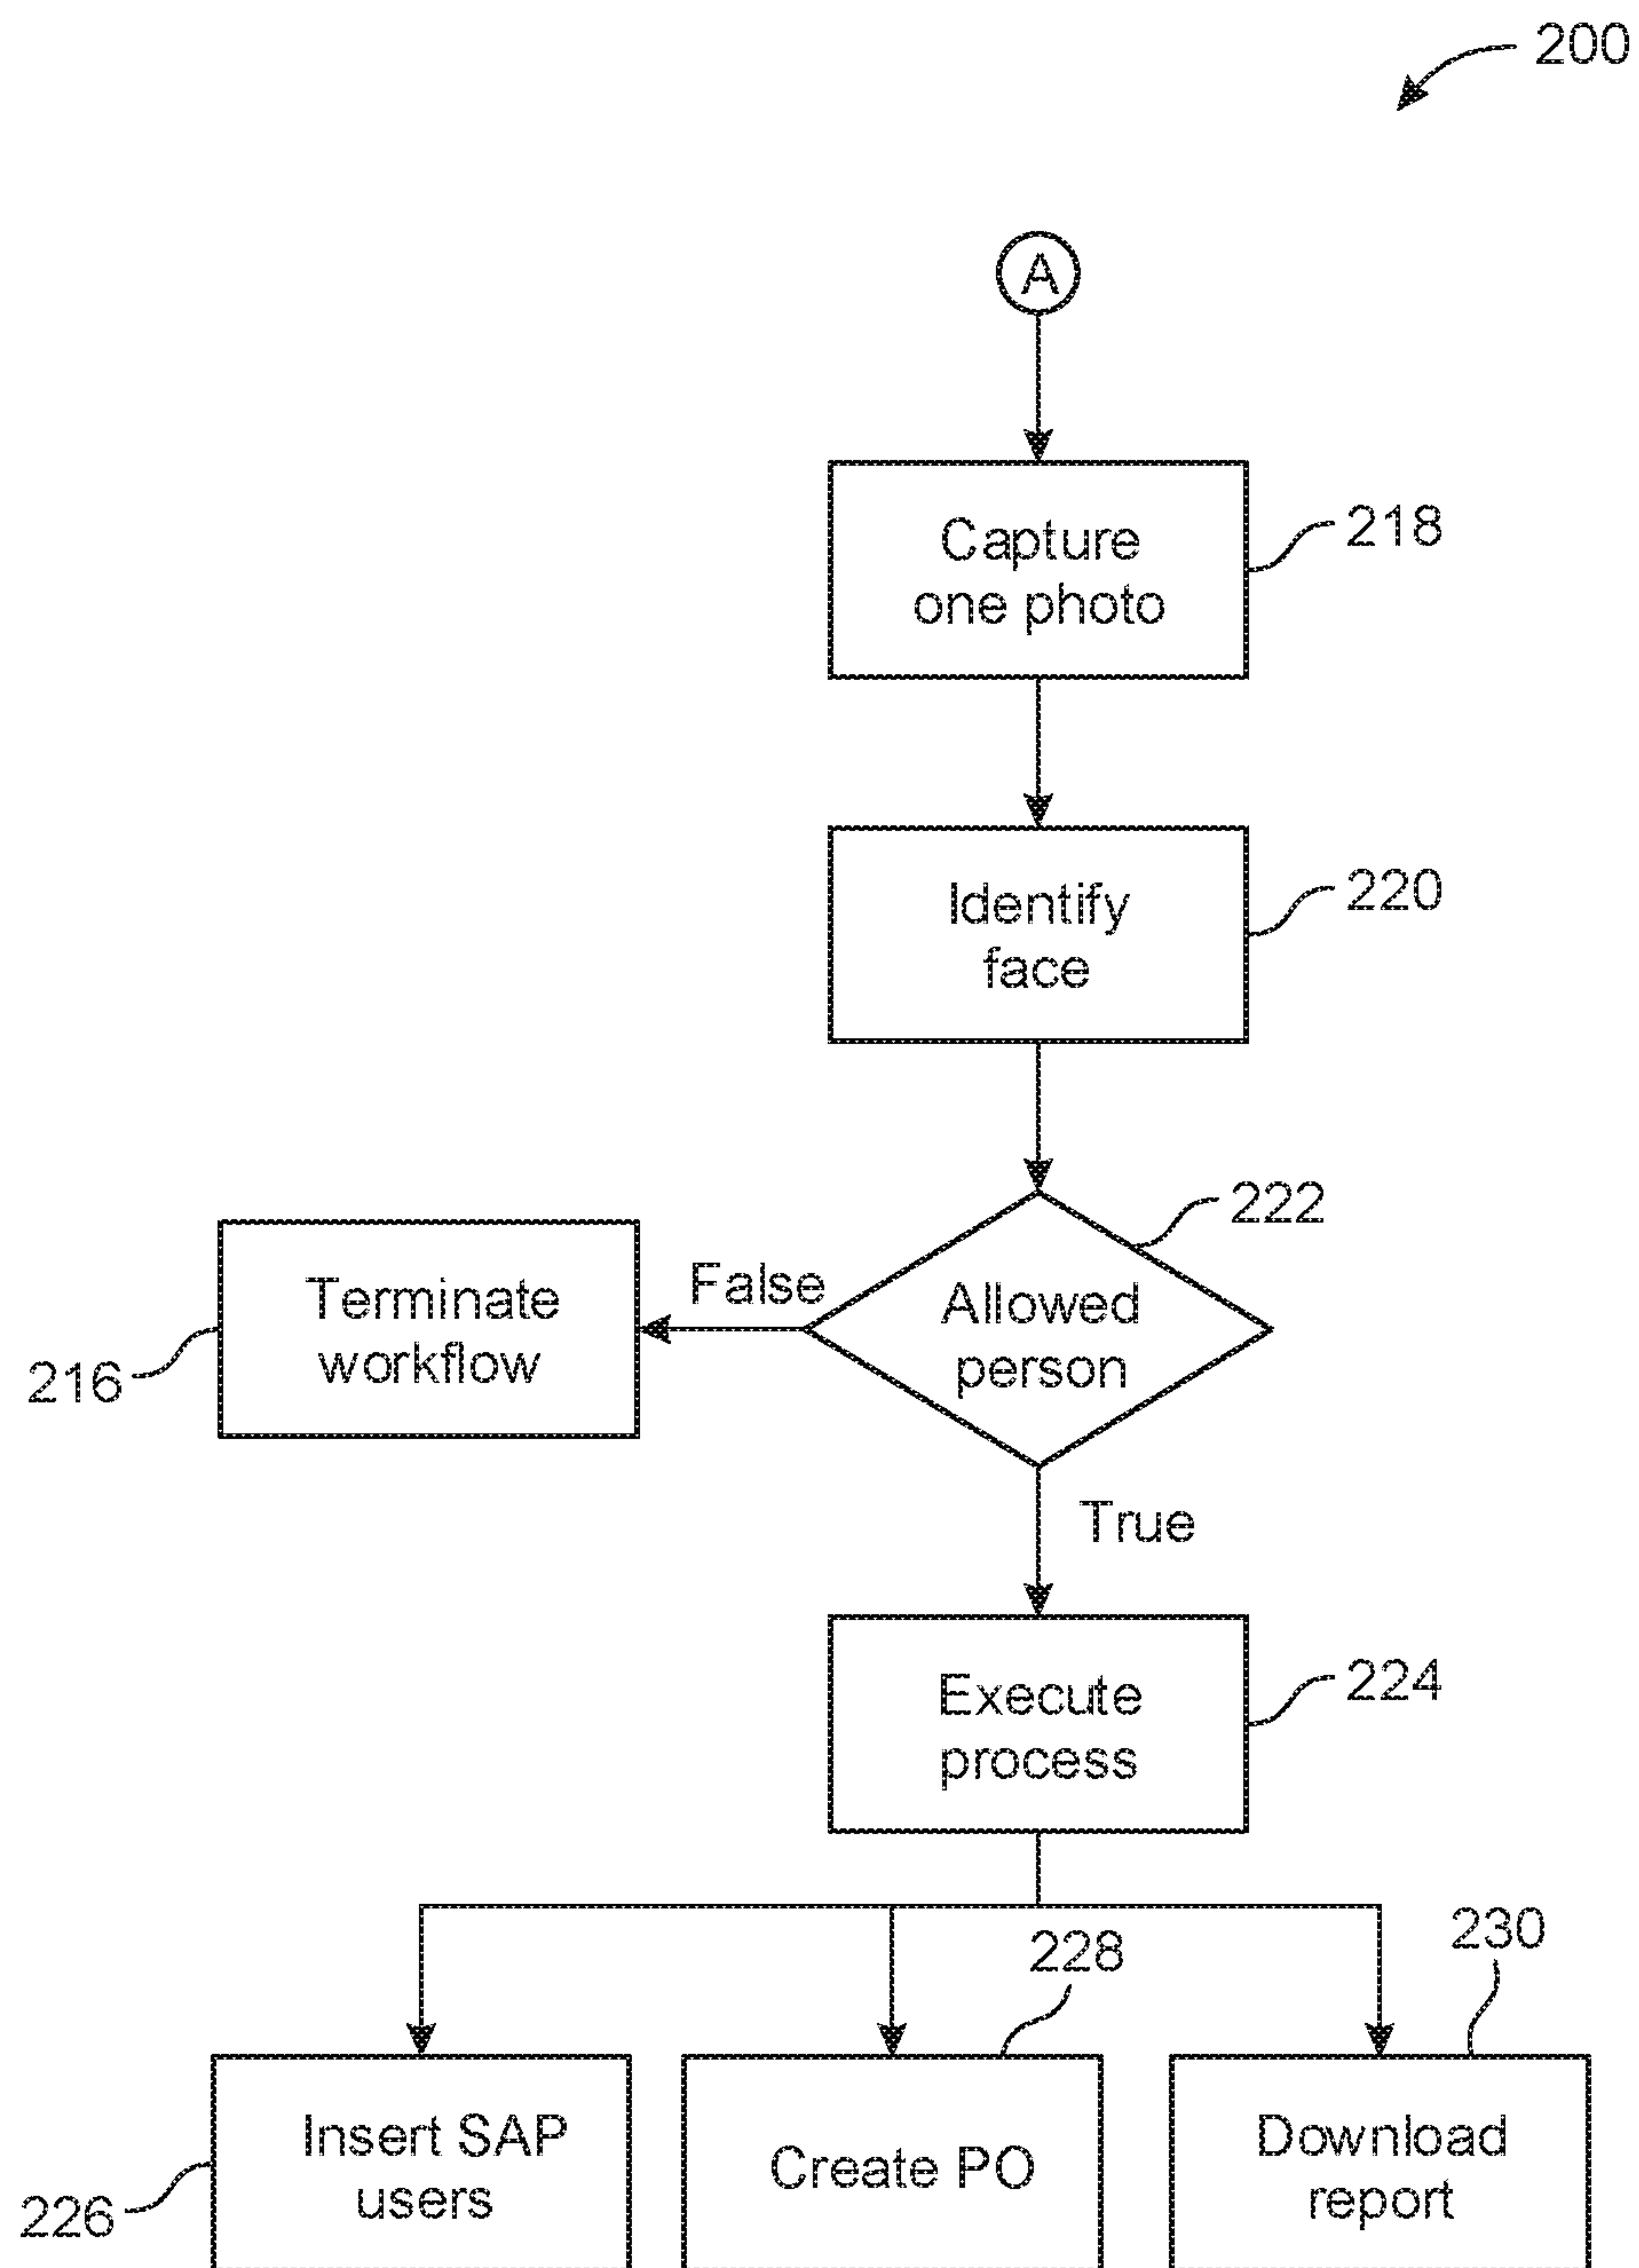 200
A
Capture
one photo
218
Identify
face
220
222
Terminate
workflow
False
Allowed
person
216
True
Execute
process
224
228
230
Insert SAP
users
Create PO
Download
report
226